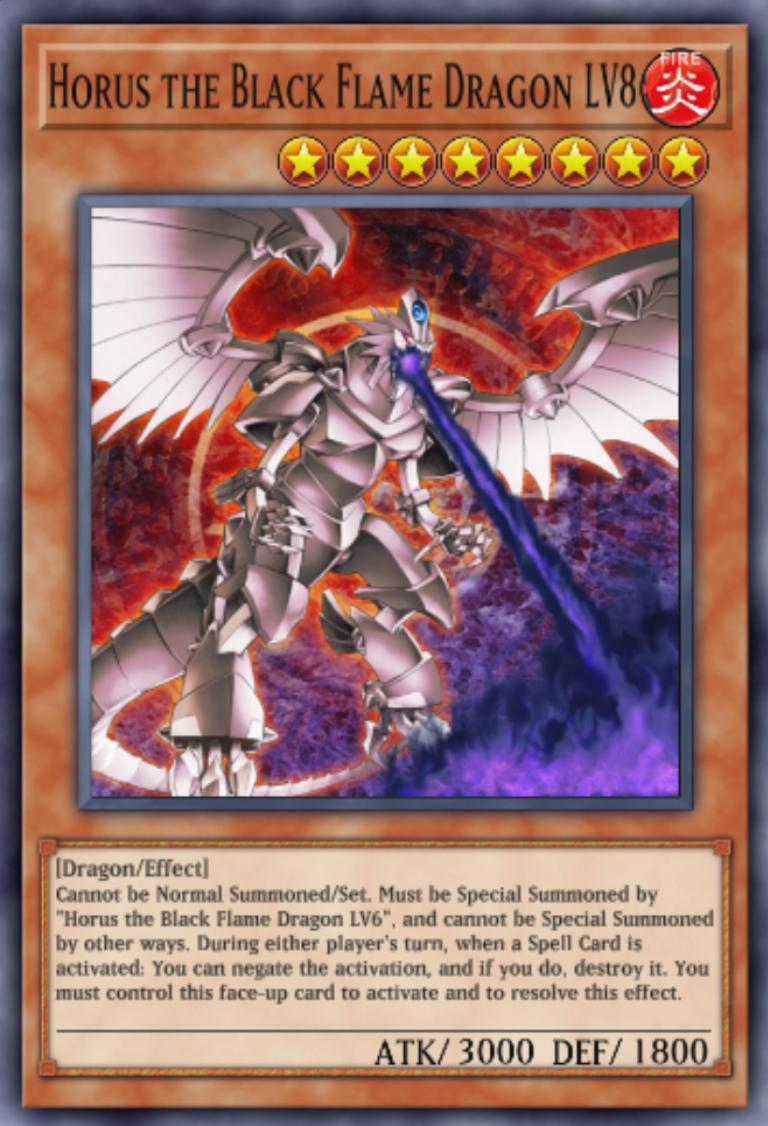 Horus the Black Flame Dragon LV8
FIRE
炎
[Dragon/Effect]
Cannot be Normal Summoned/Set. Must be Special Summoned by
"Horus the Black Flame Dragon LV6", and cannot be Special Summoned
by other ways. During either player's turn, when a Spell Card is
activated: You can negate the activation, and if you do, destroy it. You
must control this face-up card to activate and to resolve this effect.
ATK/ 3000 DEF/ 1800